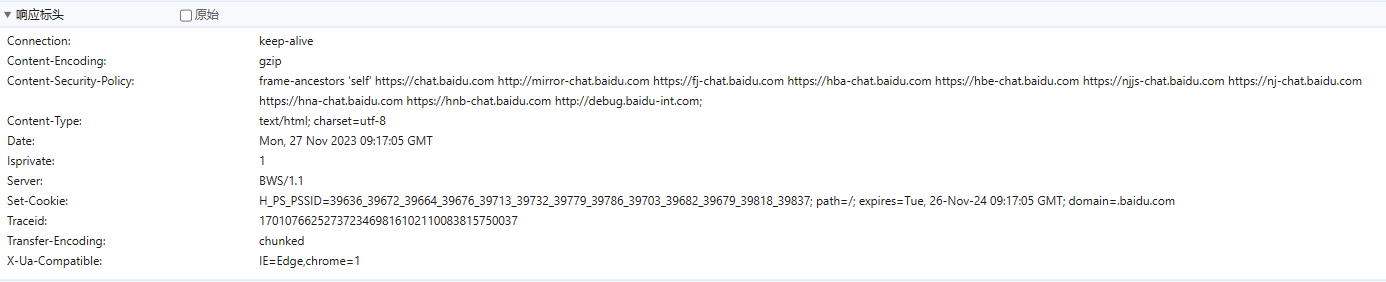 响应标头 原始
Connection: keep-alive
Content-Encoding: gzip
Content-Security-Policy: frame-ancestors 'self' https://chat.baidu.com http://mirror-chat.baidu.com https://fj-chat.baidu.com https://hba-chat.baidu.com https://hbe-chat.baidu.com https://njjs-chat.baidu.com https://nj-chat.baidu.com
https://hna-chat.baidu.com https://hnb-chat.baidu.com http://debug.baidu-int.com;
Content-Type: text/html; charset=utf-8
Date: Mon, 27 Nov 2023 09:17:05 GMT
Isprivate: 1
Server: BWS/1.1
Set-Cookie: H_PS_PSSID=39636_39672_39664_39676_39713_39732_39779_39786_39703_39682_39679_39818_39837; path=/; expires=Tue, 26-Nov-24 09:17:05 GMT; domain=.baidu.com
Traceid: 1701076625273723469816102110083815750037
Transfer-Encoding: chunked
X-Ua-Compatible: IE=Edge,chrome=1